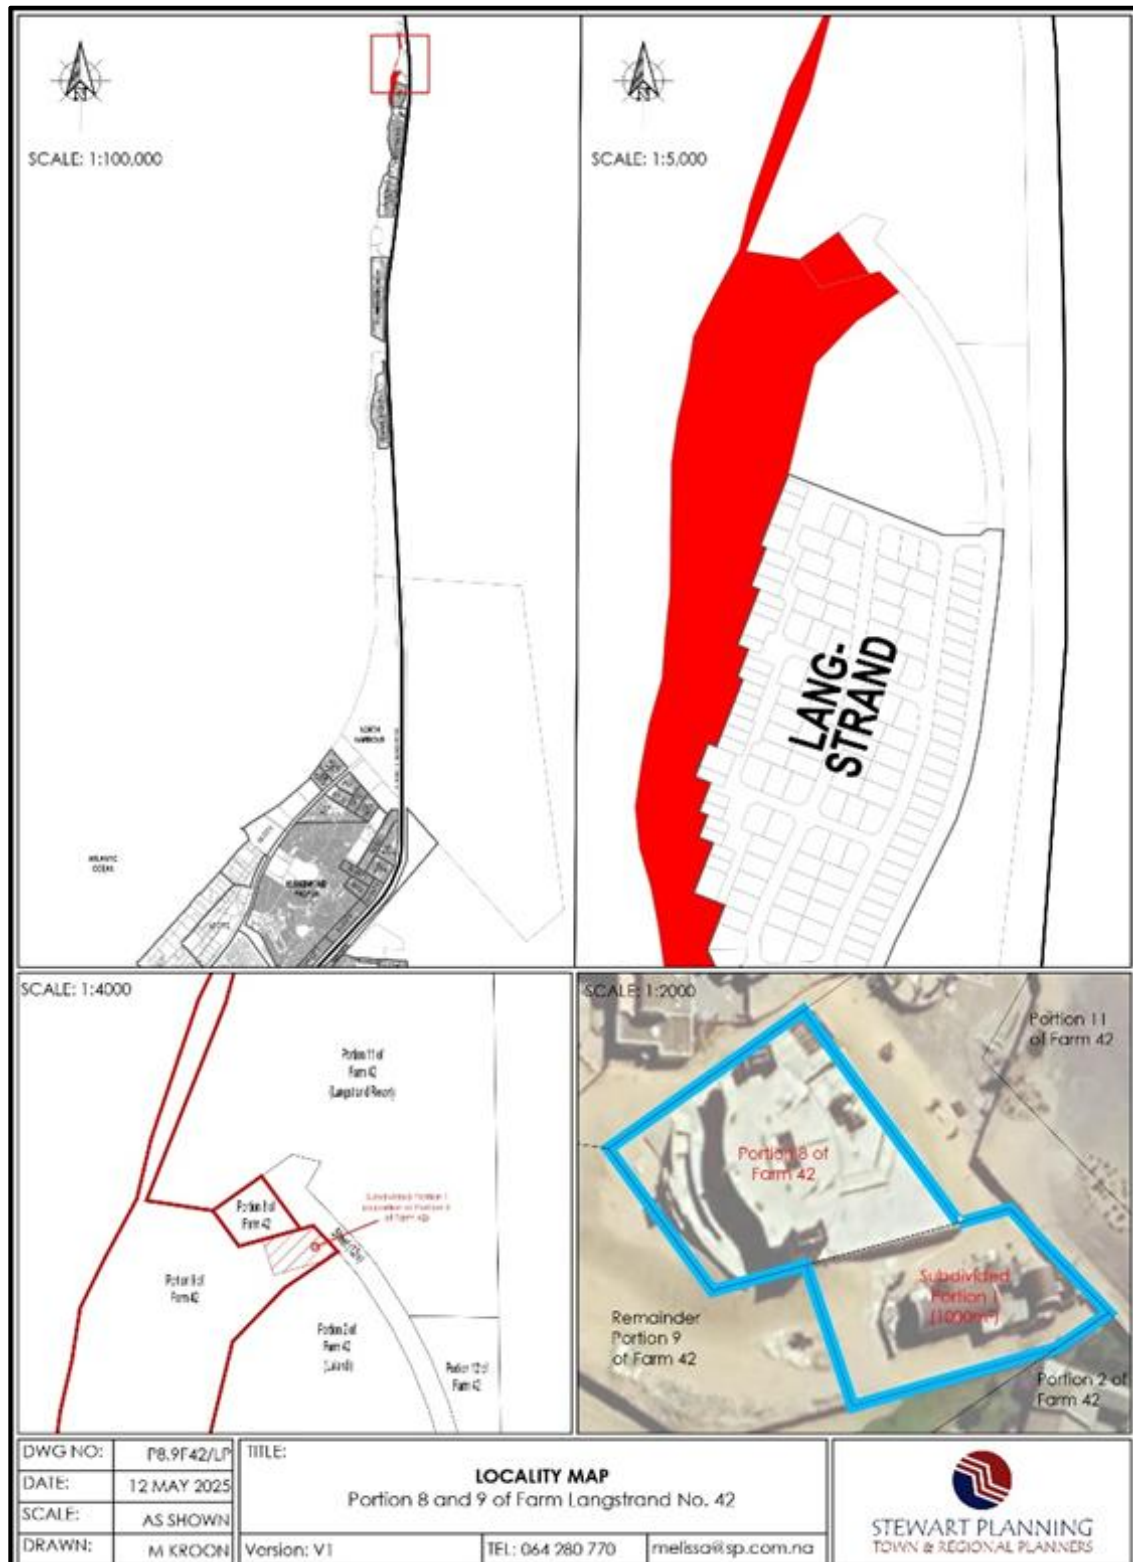 SCALE: 1:100,000
ATLANTIC
OCEAN
SCALE: 1:5,000
LANG-
STRAND
SCALE: 1:4000
Portion 11 of
Farm 42
(Langstrand Resort)
Portion 8 of
Farm 42
Portion 9 of
Farm 42
Portion 2 of
Farm 42
Portion 12 of
Farm 42
SCALE: 1:2000
Portion 11
of Farm 42
Portion 8 of
Farm 42
Subdivided
Portion 1
(1000m²)
Remainder
Portion 9
of Farm 42
Portion 2 of
Farm 42
DWG NO: P8.9F42/LP
DATE: 12 MAY 2025
SCALE: AS SHOWN
DRAWN: M KROON
TITLE:
LOCALITY MAP
Portion 8 and 9 of Farm Langstrand No. 42
Version: V1
TEL: 064 280 770
melissa@sp.com.na
STEWART PLANNING
TOWN & REGIONAL PLANNERS